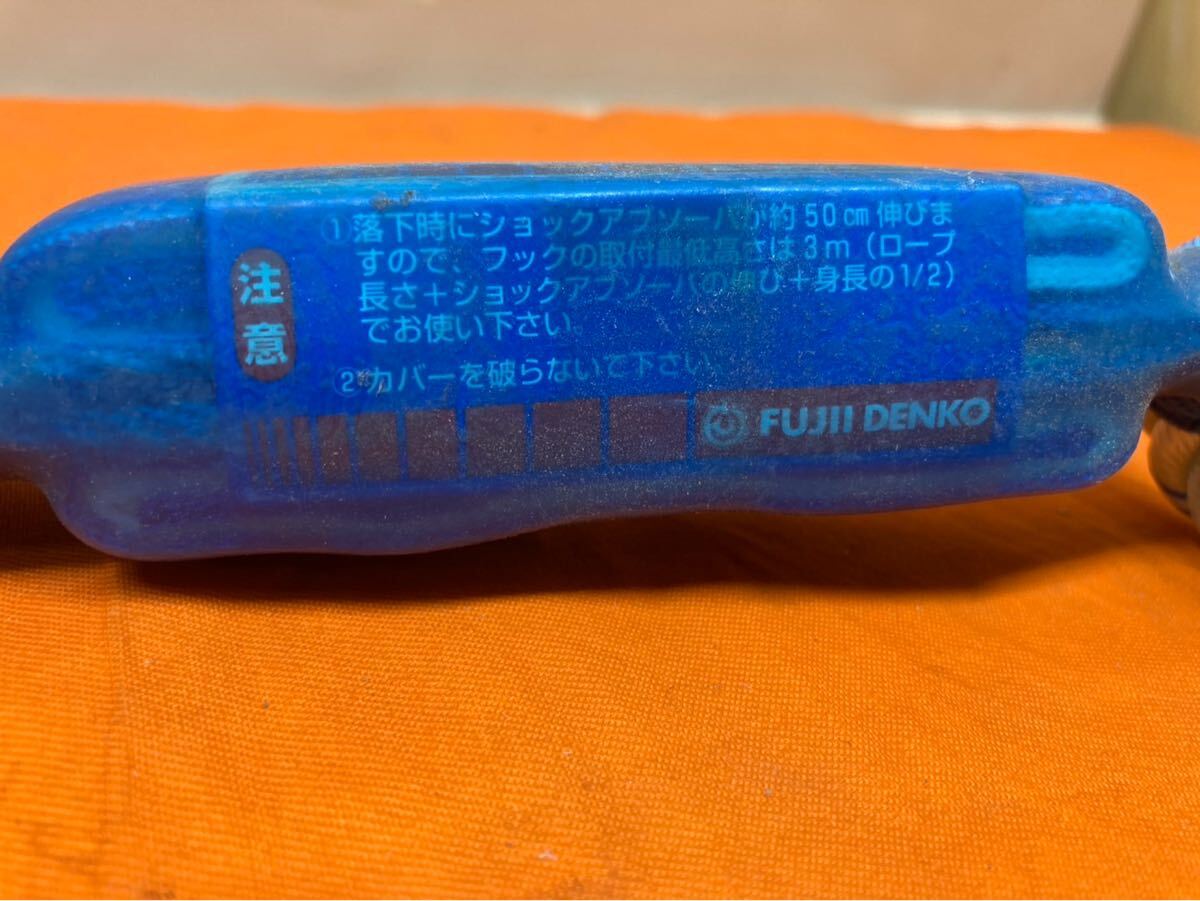 注意
①落下時にショックアブソーバが約50cm伸びま
すので、フックの取付最低高さは3m(ロープ
長さ+ショックアブソーバの伸び+身長の1/2)
でお使い下さい。
②カバーを破らないで下さい。
FUJII DENKO